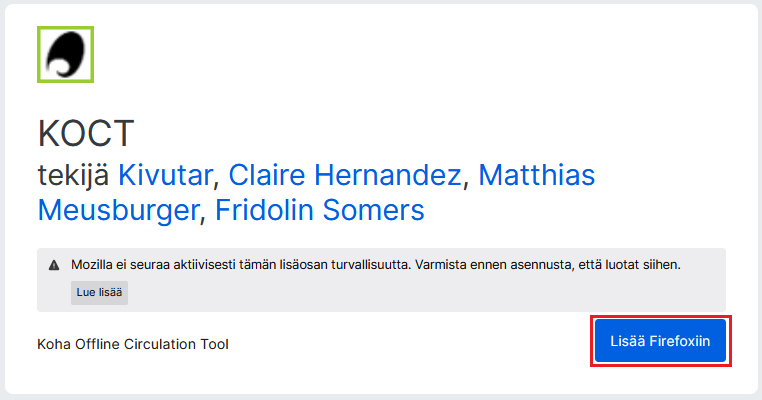 KOCT
tekijä Kivutar, Claire Hernandez, Matthias
Meusburger, Fridolin Somers
Mozilla ei seuraa aktiivisesti tämän lisäosan turvallisuutta. Varmista ennen asennusta, että luotat siihen.
Lue lisää
Koha Offline Circulation Tool
Lisää Firefoxiin